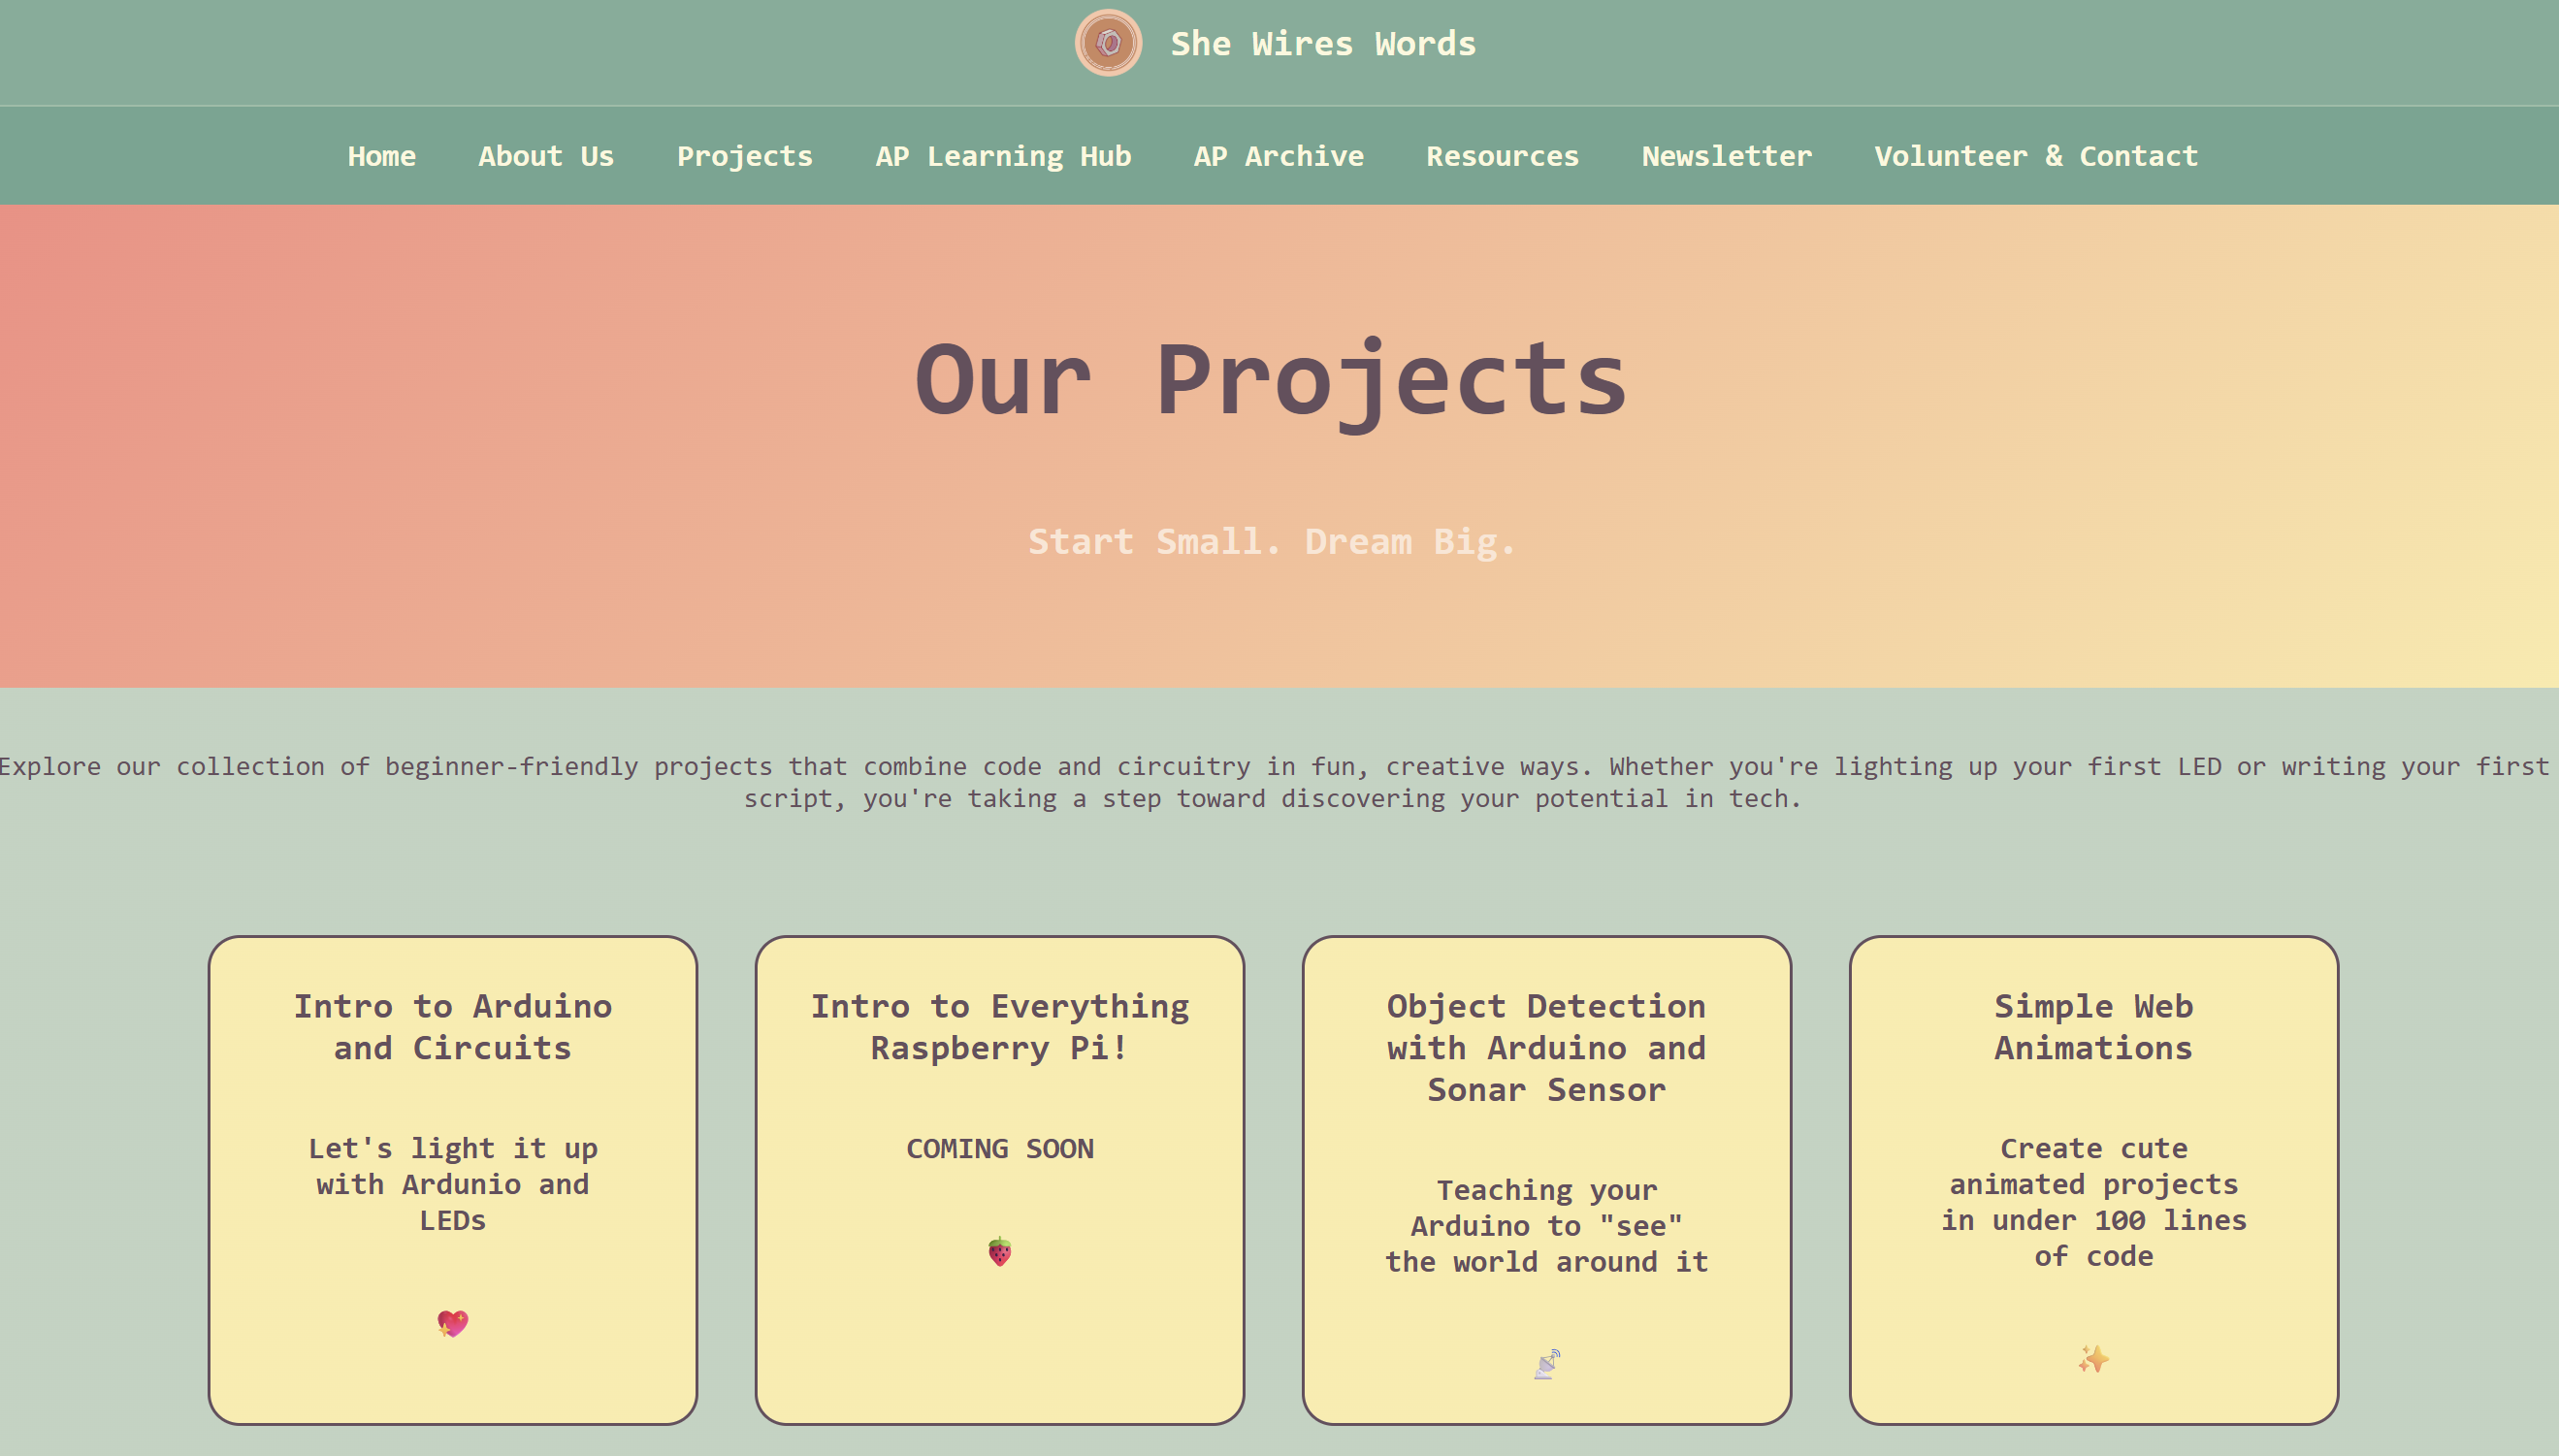 She Wires Words
Home About Us Projects AP Learning Hub AP Archive Resources Newsletter Volunteer & Contact
Our Projects
Start Small. Dream Big.
Explore our collection of beginner-friendly projects that combine code and circuitry in fun, creative ways. Whether you're lighting up your first LED or writing your first
script, you're taking a step toward discovering your potential in tech.
Intro to Arduino
and Circuits
Let's light it up
with Ardunio and
LEDs
Intro to Everything
Raspberry Pi!
COMING SOON
Object Detection
with Arduino and
Sonar Sensor
Teaching your
Arduino to "see"
the world around it
Simple Web
Animations
Create cute
animated projects
in under 100 lines
of code